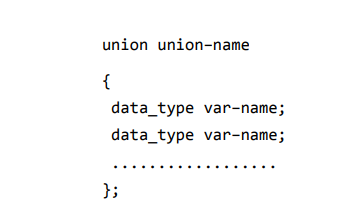 union union–name
{
data_type var–name;
data_type var–name;
..................
};